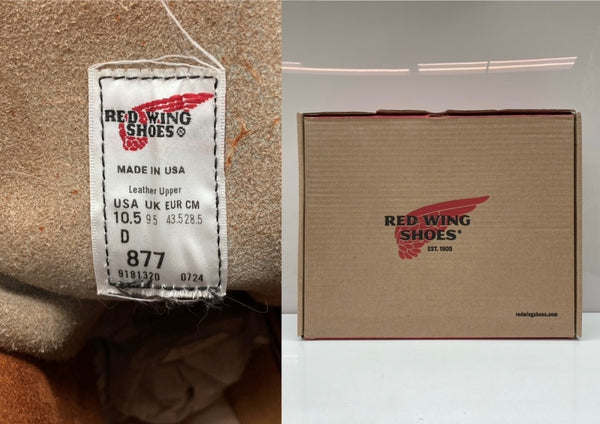 RED WING
SHOES
MADE IN USA
Leather Upper
USA UK EUR CM
10.5 9.5 43.5 28.5
D
877
9181320 0724
RED WING
SHOES
EST. 1905
redwingshoes.com